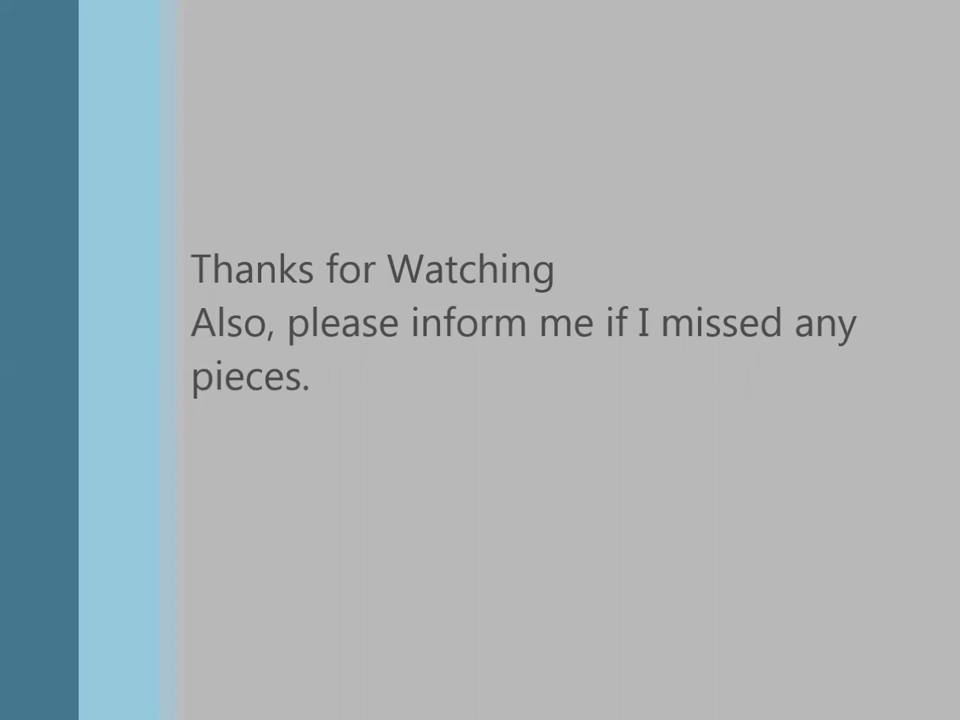 Thanks for Watching
Also, please inform me if I missed any
pieces.